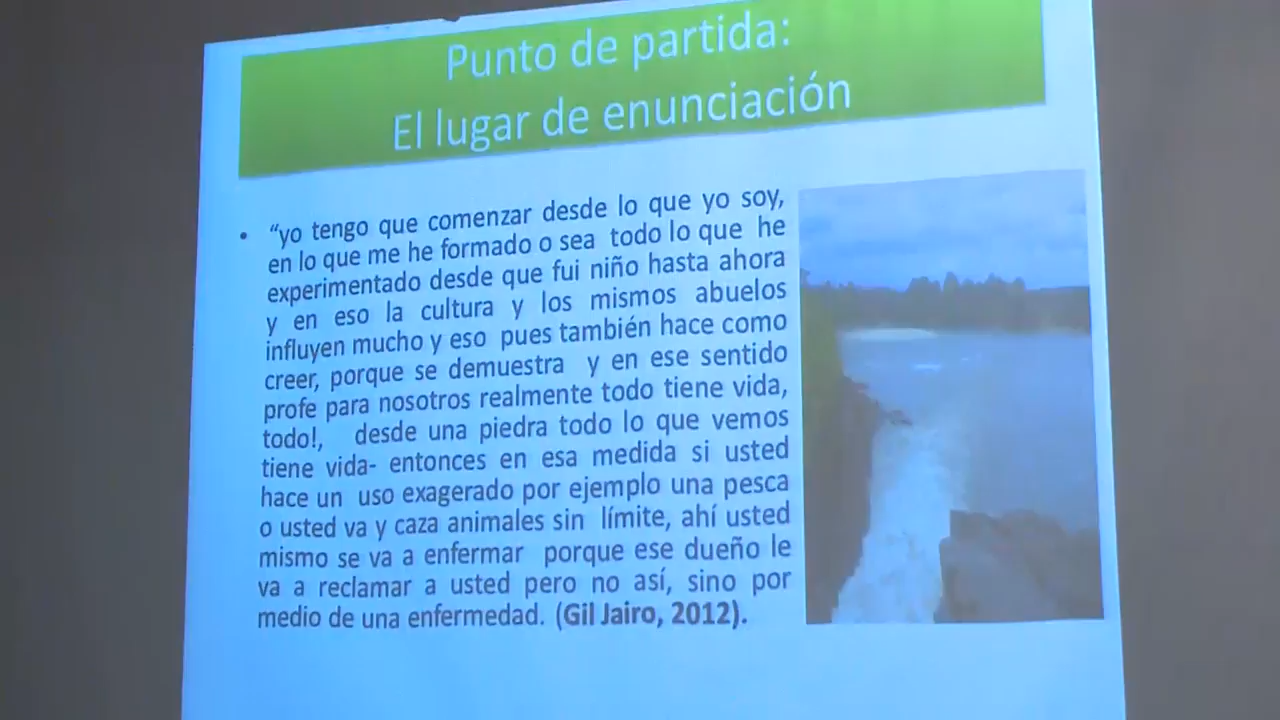 Punto de partida:
El lugar de enunciación
• “yo tengo que comenzar desde lo que yo soy,
en lo que me he formado o sea todo lo que he
experimentado desde que fui niño hasta ahora
y en eso la cultura y los mismos abuelos
influyen mucho y eso pues también hace como
creer, porque se demuestra y en ese sentido
profe para nosotros realmente todo tiene vida,
todo!, desde una piedra todo lo que vemos
tiene vida- entonces en esa medida si usted
hace un uso exagerado por ejemplo una pesca
o usted va y caza animales sin límite, ahí usted
mismo se va a enfermar porque ese dueño le
va a reclamar a usted pero no así, sino por
medio de una enfermedad. (Gil Jairo, 2012).